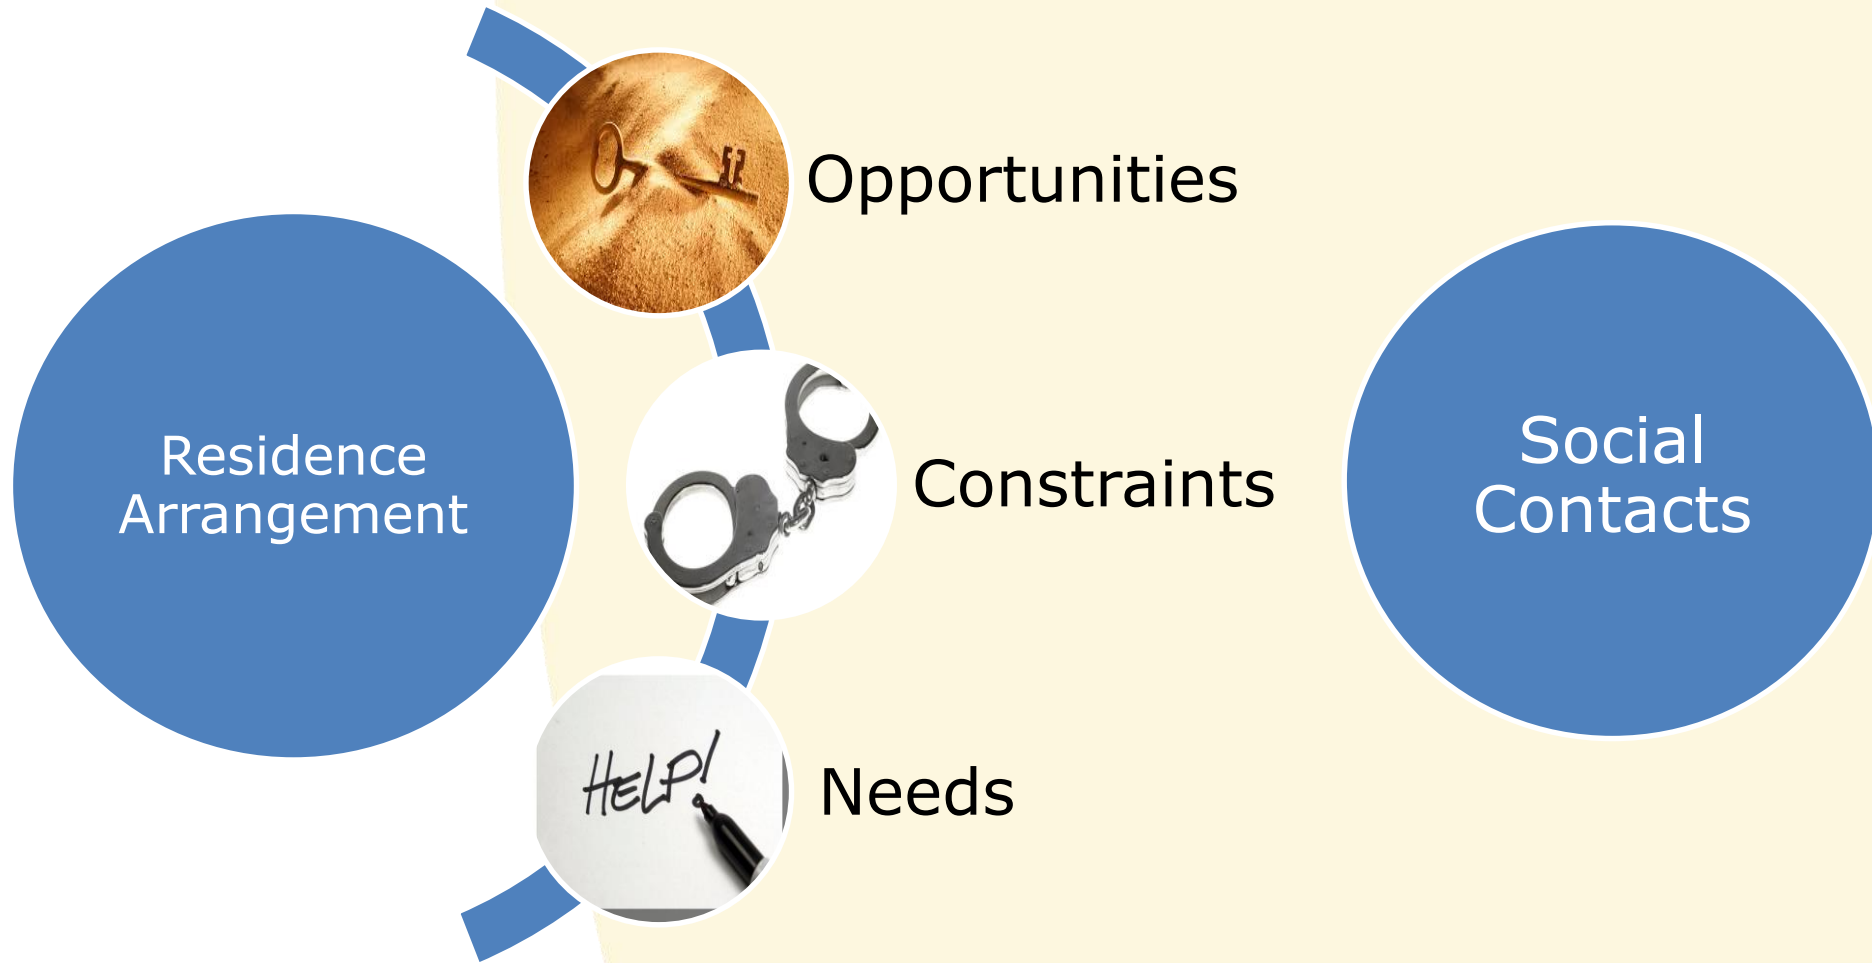 Opportunities
Residence
Arrangement
Constraints
Social
Contacts
HELP!
Needs